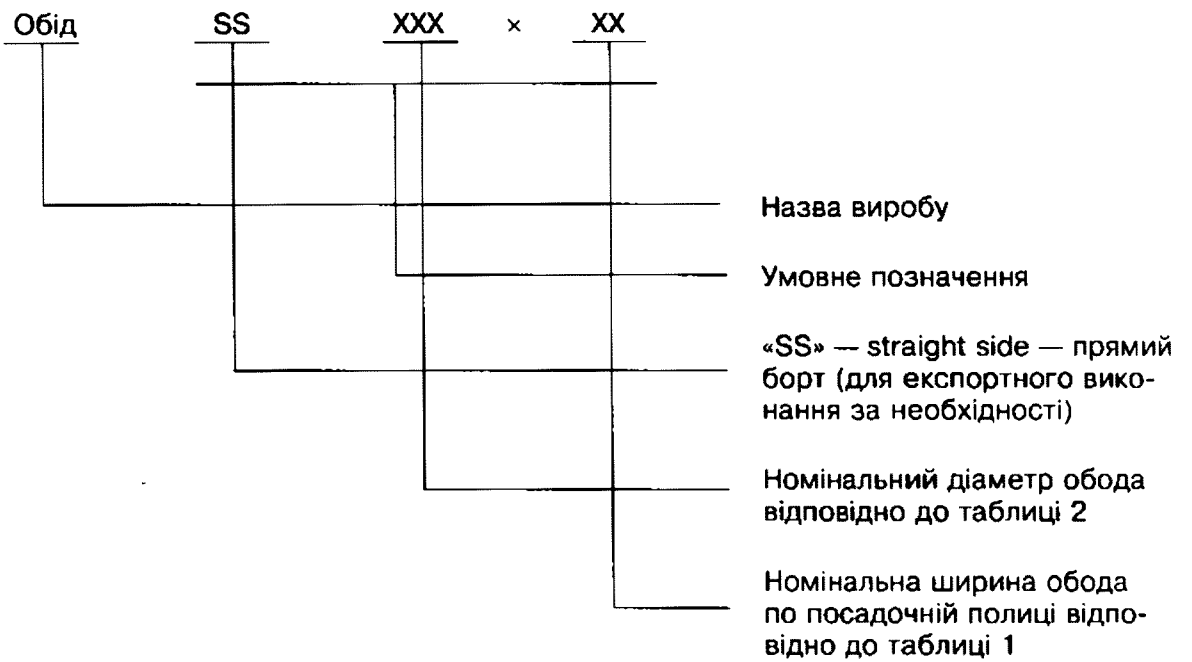 Обід SS XXX × XX
Назва виробу
Умовне позначення
«SS» — straight side — прямий
борт (для експортного вико-
нання за необхідності)
Номінальний діаметр обода
відповідно до таблиці 2
Номінальна ширина обода
по посадочній полиці відпо-
відно до таблиці 1